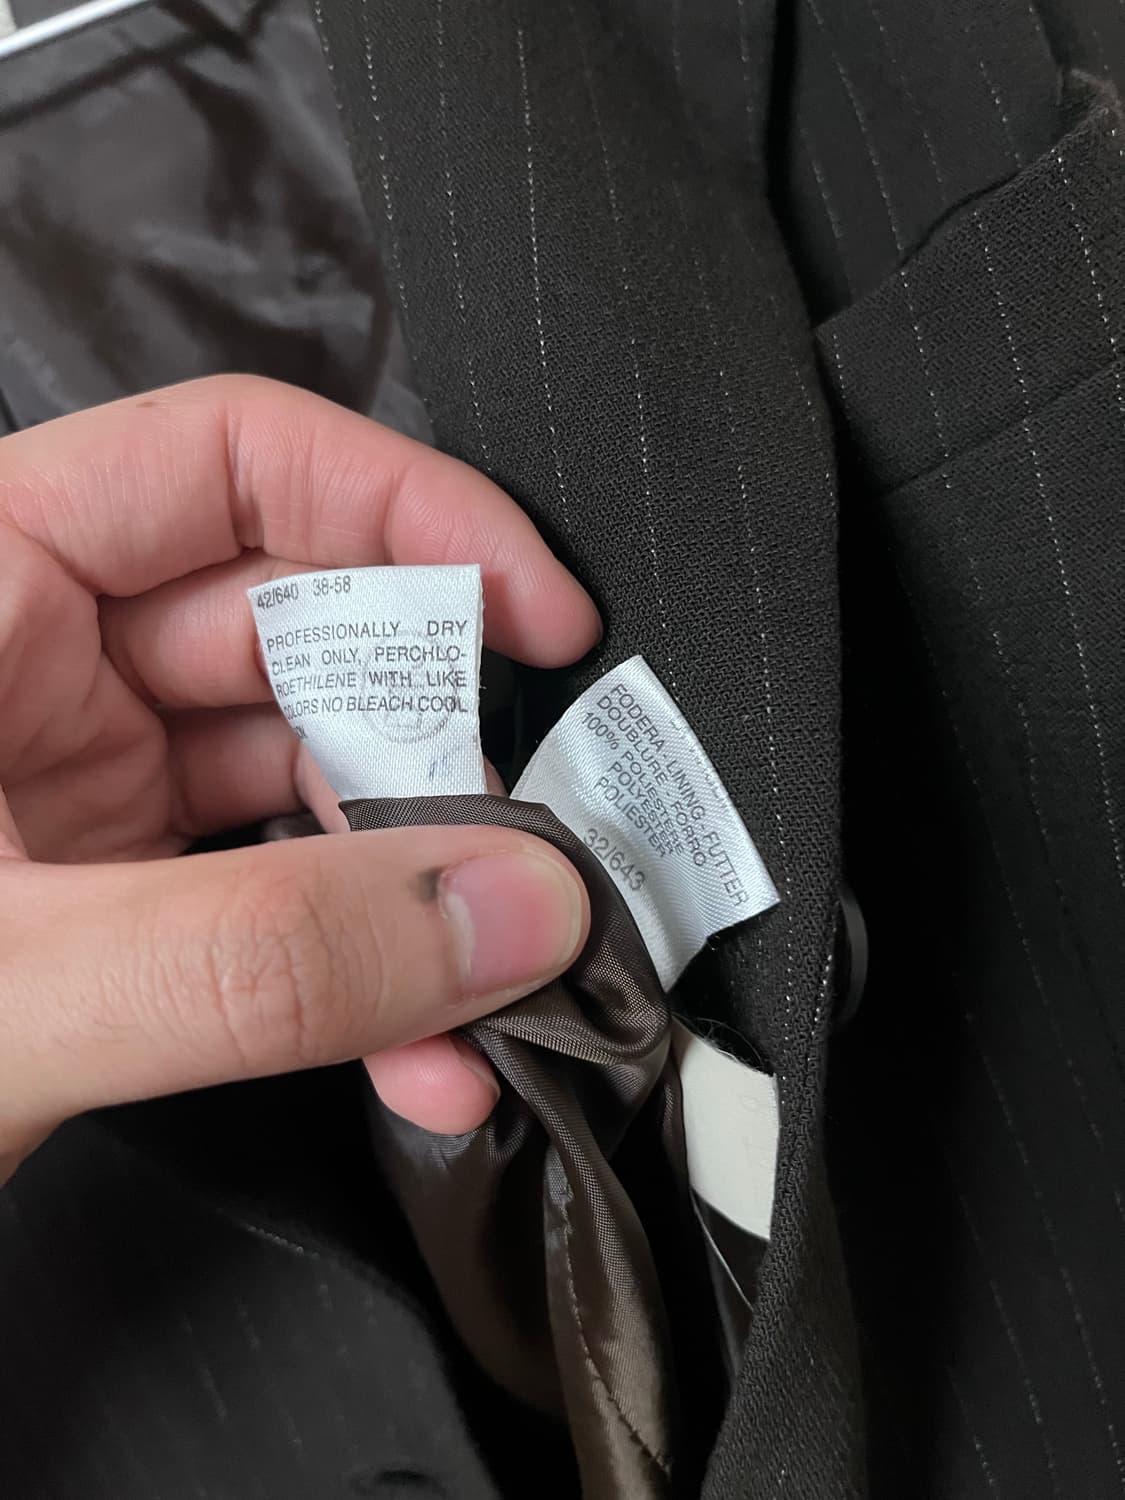 42/640 38-58
PROFESSIONALLY DRY
CLEAN ONLY, PERCHLO-
ROETHILENE WITH LIKE
COLORS NO BLEACH COOL
FODERA - LINING - FUTTER
DOUBLURE - FORRO
100% POLIESTERE
POLYESTER
POLIESTER
32/643